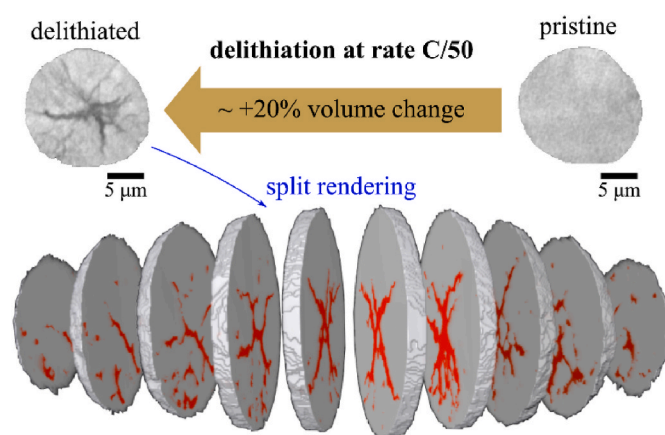 delithiated
delithiation at rate C/50
pristine
~ +20% volume change
5 μm
5 μm
split rendering